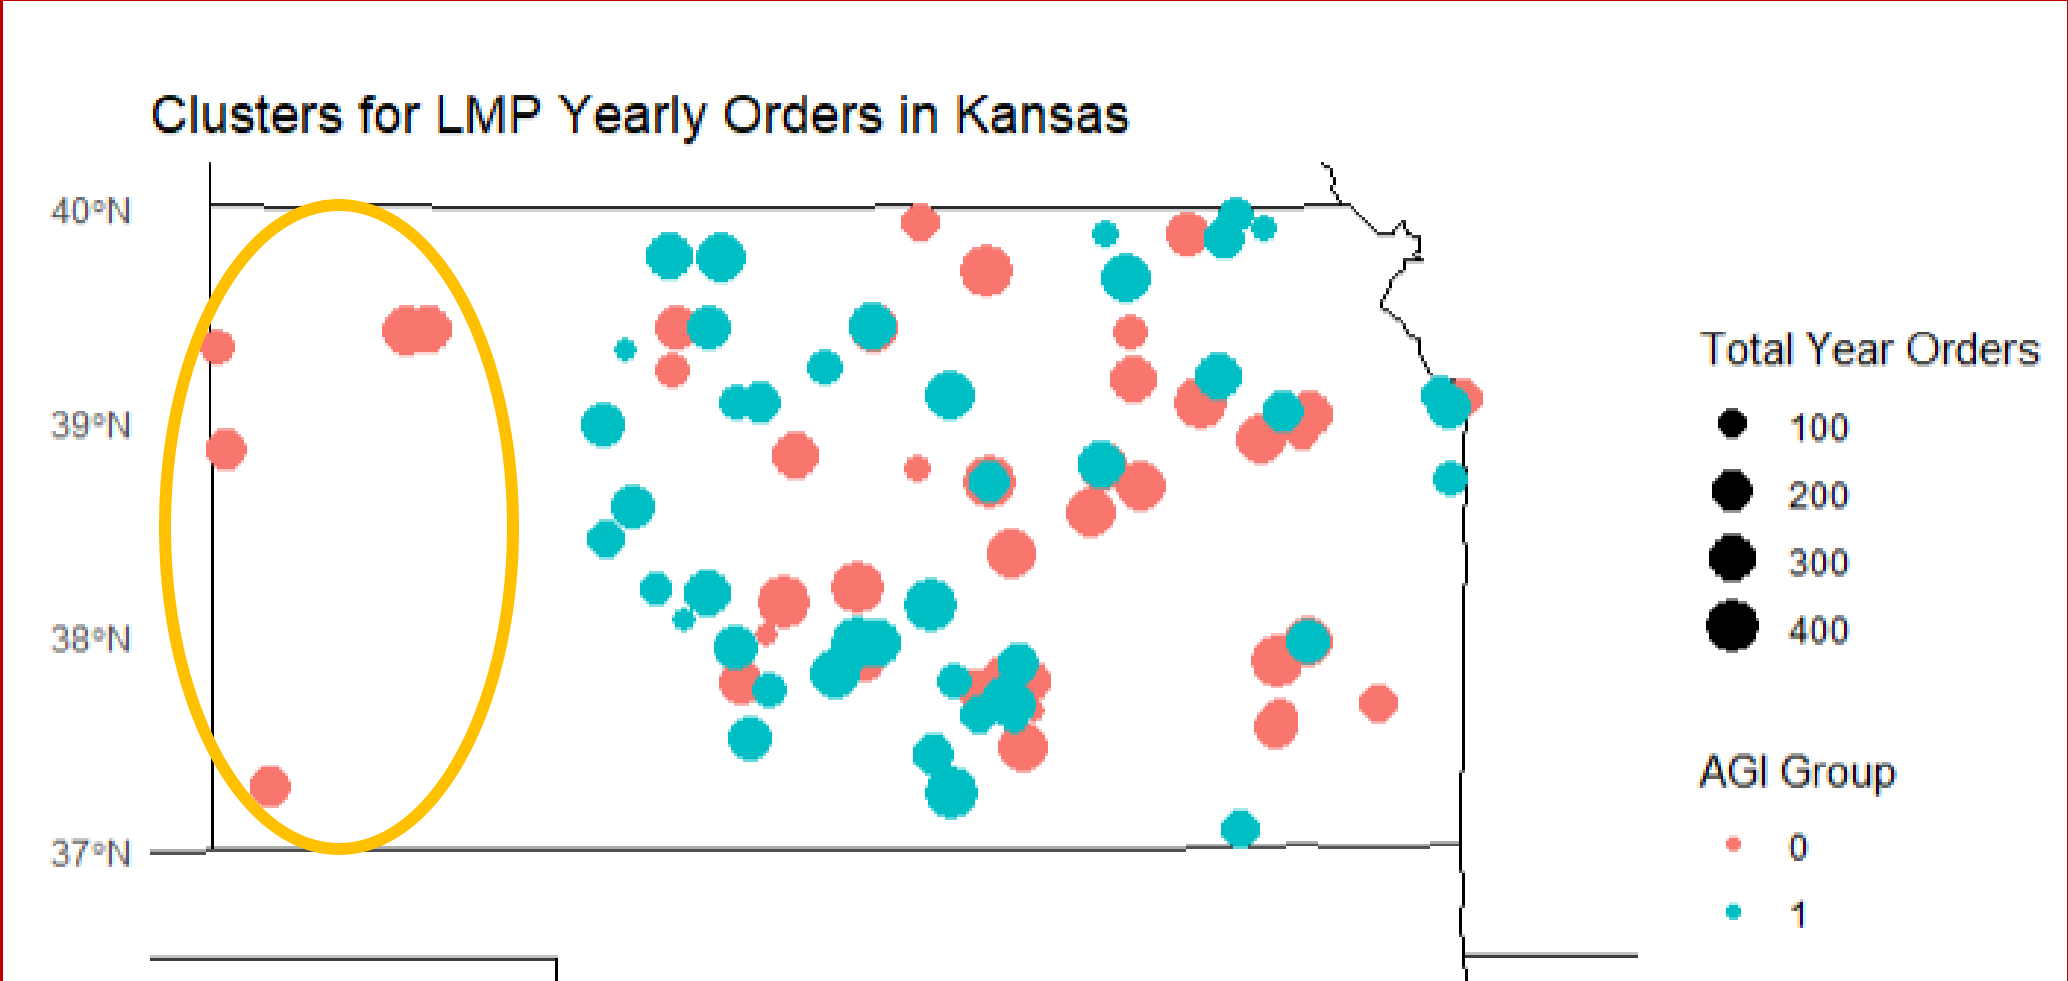 Clusters for LMP Yearly Orders in Kansas
40°N
39°N
38°N
37°N
Total Year Orders
100
200
300
400
AGI Group
0
1